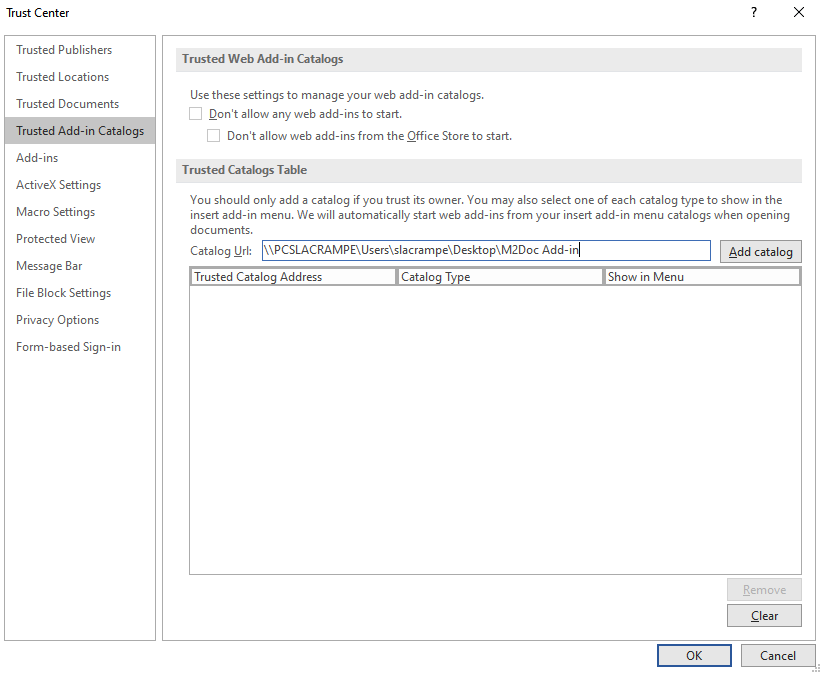 Trust Center
?
Trusted Publishers
Trusted Locations
Trusted Documents
Trusted Add-in Catalogs
Add-ins
ActiveX Settings
Macro Settings
Protected View
Message Bar
File Block Settings
Privacy Options
Form-based Sign-in
Trusted Web Add-in Catalogs
Use these settings to manage your web add-in catalogs.
Don't allow any web add-ins to start.
Don't allow web add-ins from the Office Store to start.
Trusted Catalogs Table
You should only add a catalog if you trust its owner. You may also select one of each catalog type to show in the
insert add-in menu. We will automatically start web add-ins from your insert add-in menu catalogs when opening
documents.
Catalog Url: \\PCSLACRAMPE\Users\slacrampe\Desktop\M2Doc Add-in Add catalog
Trusted Catalog Address Catalog Type Show in Menu
Remove
Clear
OK Cancel